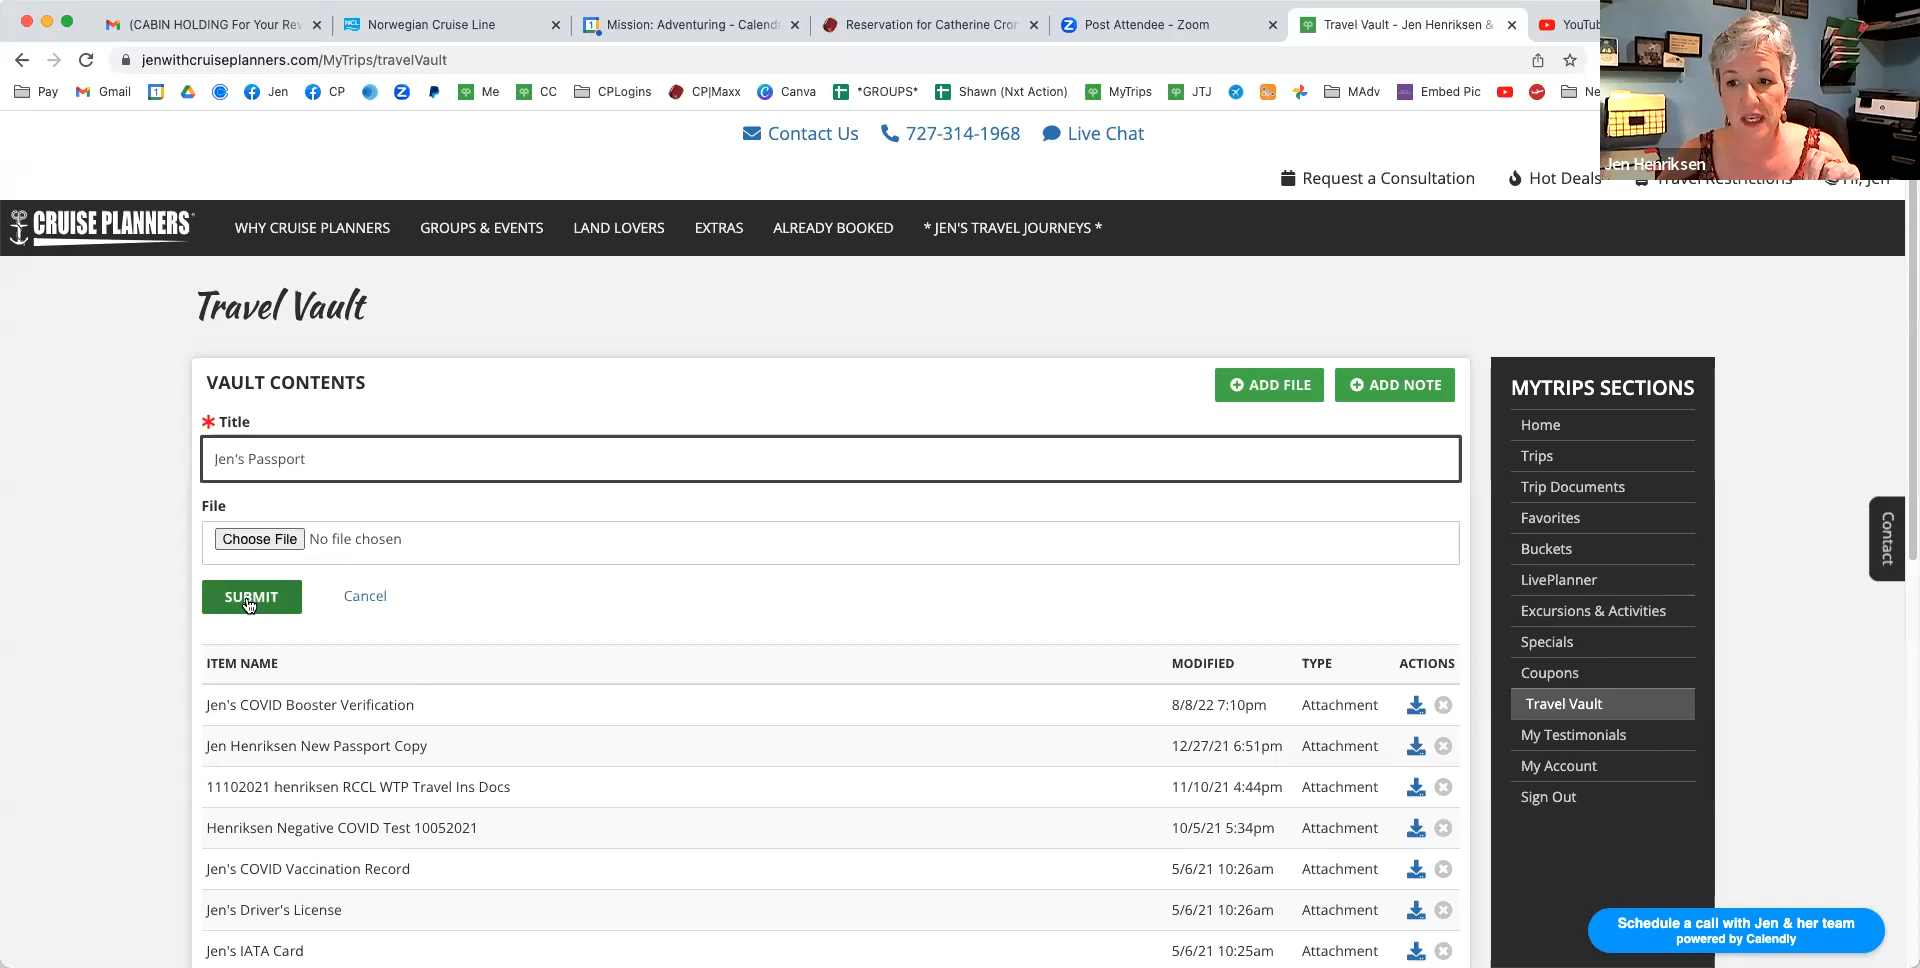 (CABIN HOLDING For Your Rev
Norwegian Cruise Line
Mission: Adventuring - Calenda
Reservation for Catherine Cron
Post Attendee - Zoom
Travel Vault - Jen Henriksen &
YouTub
jenwithcruiseplanners.com/MyTrips/travelVault
Pay
Gmail
Jen
CP
Me
CC
CPLogins
CP|Maxx
Canva
*GROUPS*
Shawn (Nxt Action)
MyTrips
JTJ
MAdv
Embed Pic
Ne
Jen Henriksen
Contact Us
727-314-1968
Live Chat
Request a Consultation
Hot Deals
Travel Restrictions
Hi, Jen
CRUISE PLANNERS
WHY CRUISE PLANNERS
GROUPS & EVENTS
LAND LOVERS
EXTRAS
ALREADY BOOKED
* JEN'S TRAVEL JOURNEYS *
Travel Vault
VAULT CONTENTS
ADD FILE
ADD NOTE
* Title
Jen's Passport
File
Choose File No file chosen
SUBMIT
Cancel
ITEM NAME MODIFIED TYPE ACTIONS
Jen's COVID Booster Verification 8/8/22 7:10pm Attachment
Jen Henriksen New Passport Copy 12/27/21 6:51pm Attachment
11102021 henriksen RCCL WTP Travel Ins Docs 11/10/21 4:44pm Attachment
Henriksen Negative COVID Test 10052021 10/5/21 5:34pm Attachment
Jen's COVID Vaccination Record 5/6/21 10:26am Attachment
Jen's Driver's License 5/6/21 10:26am Attachment
Jen's IATA Card 5/6/21 10:25am Attachment
MYTRIPS SECTIONS
Home
Trips
Trip Documents
Favorites
Buckets
LivePlanner
Excursions & Activities
Specials
Coupons
Travel Vault
My Testimonials
My Account
Sign Out
Contact
Schedule a call with Jen & her team
powered by Calendly